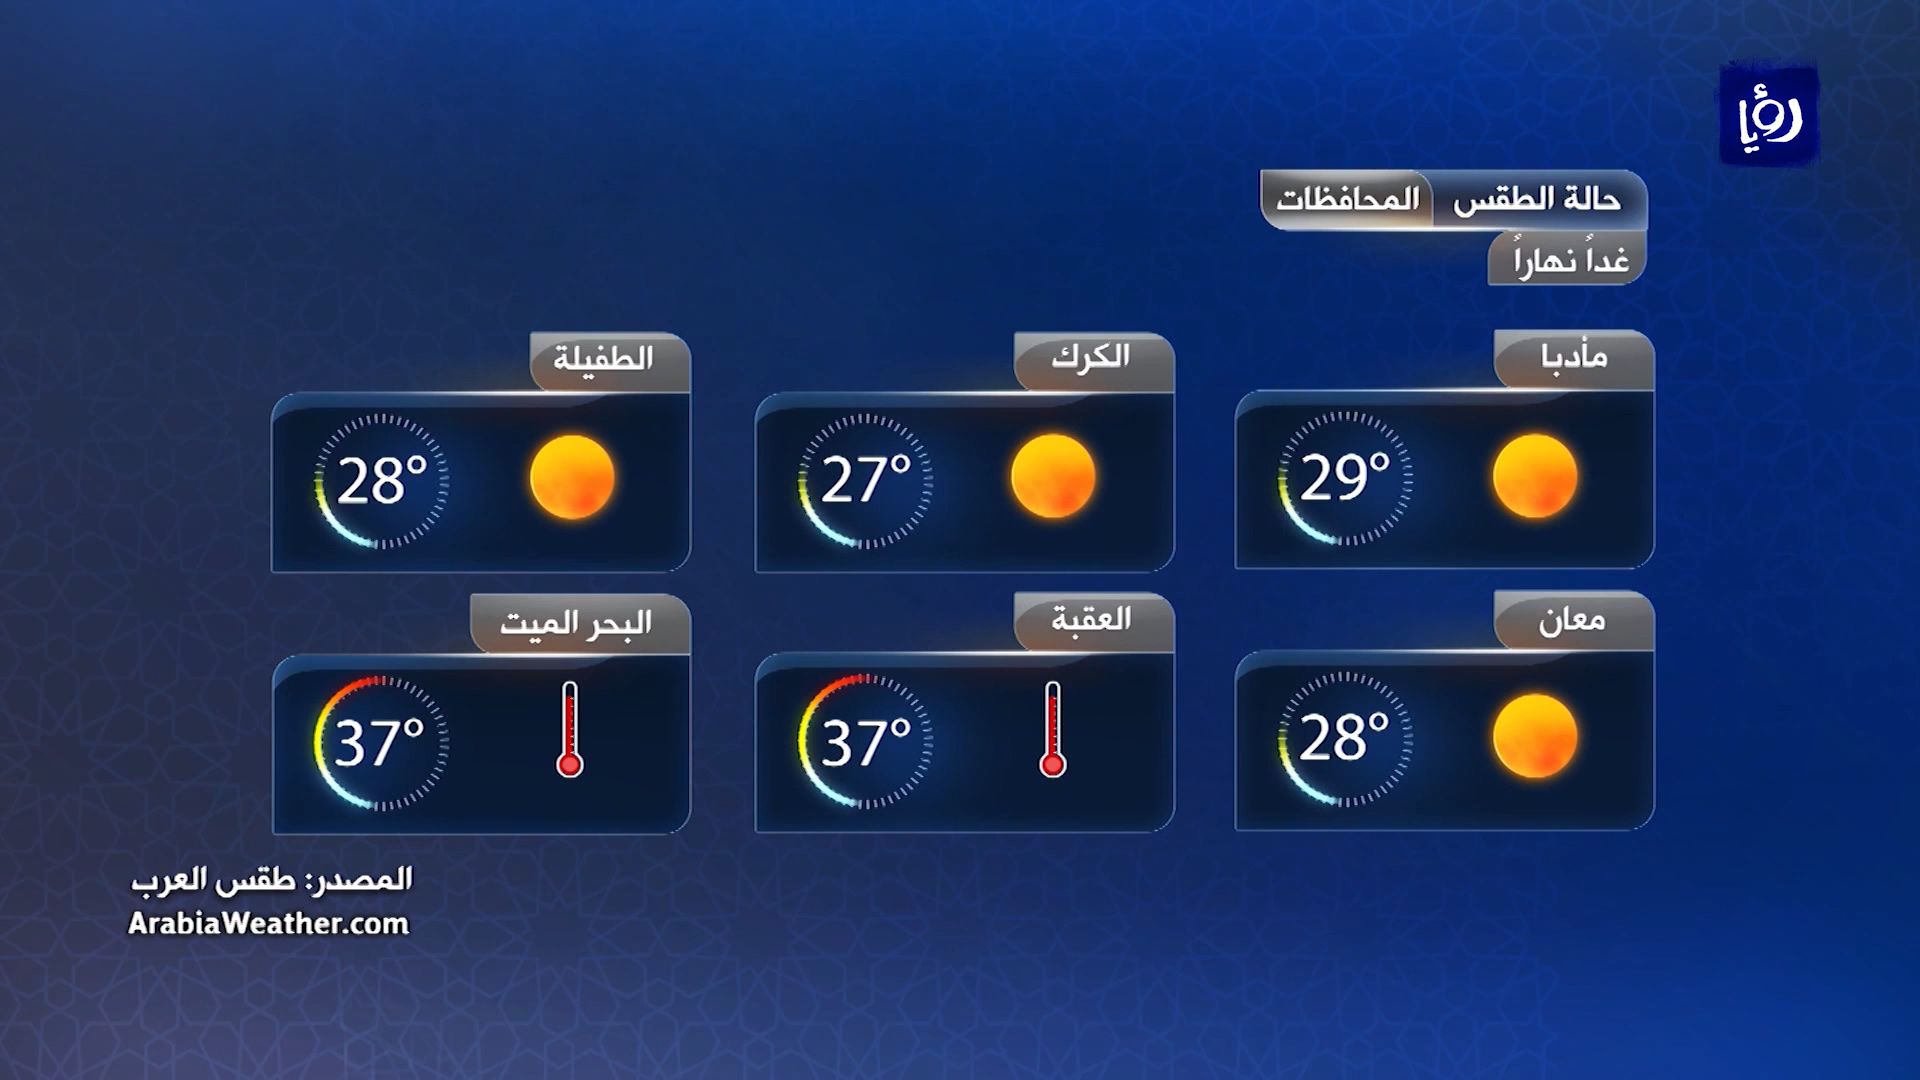 رؤيا
حالة الطقس المحافظات
غداً نهاراً
مأدبا
29°
الكرك
27°
الطفيلة
28°
معان
28°
العقبة
37°
البحر الميت
37°
المصدر: طقس العرب
ArabiaWeather.com